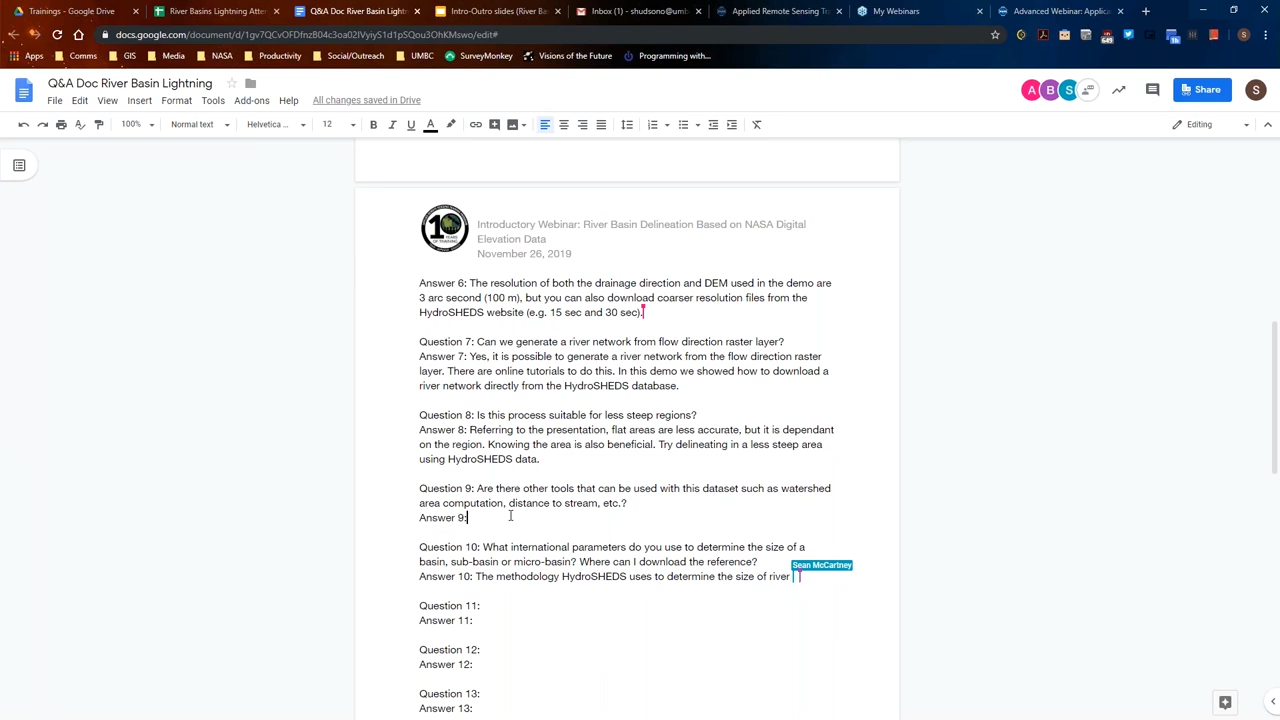 Trainings - Google Drive
River Basins Lightning Atte
Q&A Doc River Basin Lightn
Intro-Outro slides (River Bas
Inbox (1) - shudsono@umb
Applied Remote Sensing Tr
My Webinars
Advanced Webinar: Applica
docs.google.com/document/d/1gv7QCvOFDfnzB04c3oa02IVyiyS1d1pSQou3OhKMswo/edit#
Apps Comms GIS Media NASA Productivity Social/Outreach UMBC SurveyMonkey Visions of the Future Programming with...
Q&A Doc River Basin Lightning
File Edit View Insert Format Tools Add-ons Help All changes saved in Drive
A B S Share S
100% Normal text Helvetica ... 12 B I U A Editing
10 YEARS OF TRAINING
Introductory Webinar: River Basin Delineation Based on NASA Digital
Elevation Data
November 26, 2019
Answer 6: The resolution of both the drainage direction and DEM used in the demo are
3 arc second (100 m), but you can also download coarser resolution files from the
HydroSHEDS website (e.g. 15 sec and 30 sec).
Question 7: Can we generate a river network from flow direction raster layer?
Answer 7: Yes, it is possible to generate a river network from the flow direction raster
layer. There are online tutorials to do this. In this demo we showed how to download a
river network directly from the HydroSHEDS database.
Question 8: Is this process suitable for less steep regions?
Answer 8: Referring to the presentation, flat areas are less accurate, but it is dependant
on the region. Knowing the area is also beneficial. Try delineating in a less steep area
using HydroSHEDS data.
Question 9: Are there other tools that can be used with this dataset such as watershed
area computation, distance to stream, etc.?
Answer 9:
Question 10: What international parameters do you use to determine the size of a
basin, sub-basin or micro-basin? Where can I download the reference?
Sean McCartney
Answer 10: The methodology HydroSHEDS uses to determine the size of river
Question 11:
Answer 11:
Question 12:
Answer 12:
Question 13:
Answer 13: